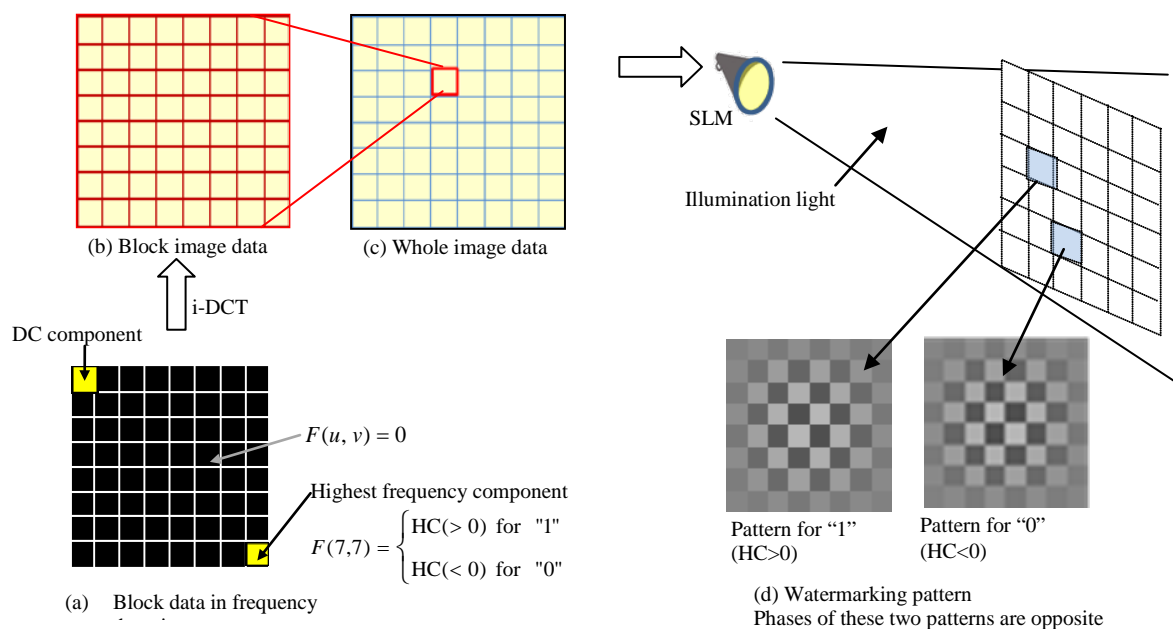 (b) Block image data
(c) Whole image data
i-DCT
DC component
F(u, v) = 0
Highest frequency component
F(7,7) = { HC(> 0) for "1"
HC(< 0) for "0"
(a) Block data in frequency
SLM
Illumination light
Pattern for “1”
(HC>0)
Pattern for “0”
(HC<0)
(d) Watermarking pattern
Phases of these two patterns are opposite